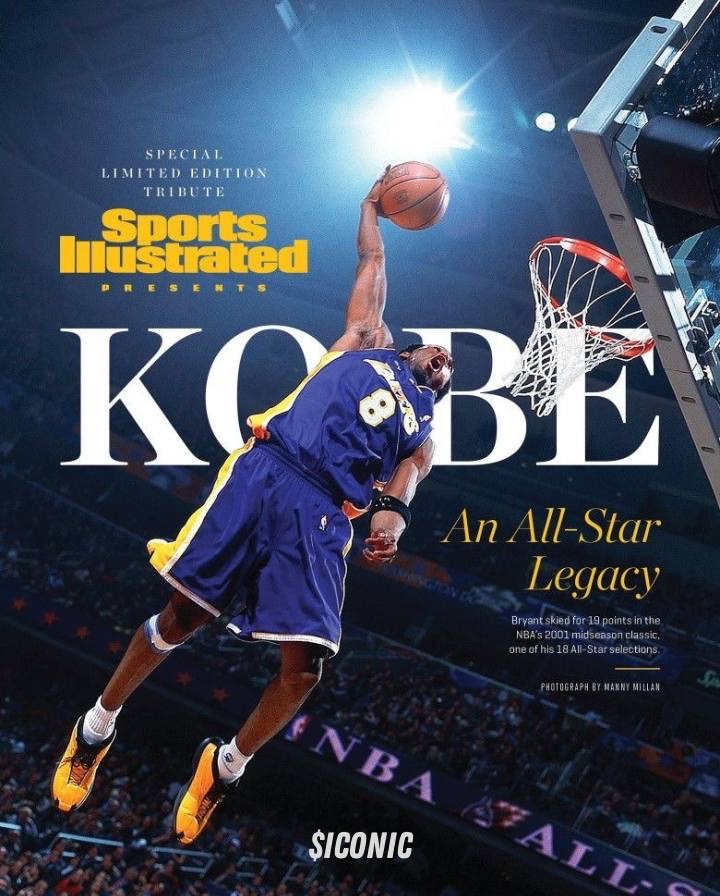 SPECIAL
LIMITED EDITION
TRIBUTE
Sports
Illustrated
PRESENTS
KOBE
8
An All-Star
Legacy
Bryant skied for 19 points in the
NBA's 2001 midseason classic,
one of his 18 All-Star selections.
PHOTOGRAPH BY MANNY MILLAN
NBA ALL-S
$ICONIC